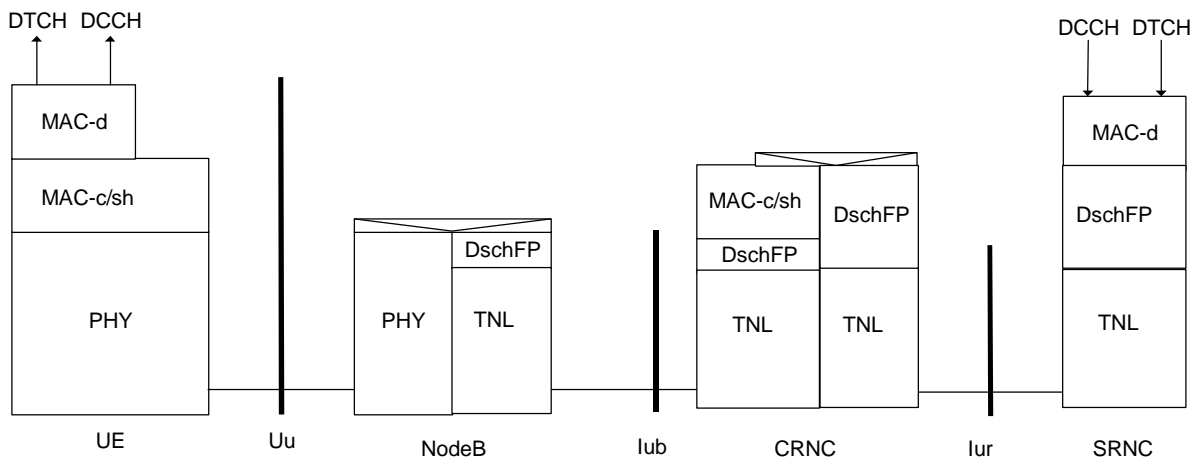 DTCH DCCH
DCCH DTCH
MAC-d
MAC-d
MAC-c/sh
MAC-c/sh
DschFP
DschFP
DschFP
DschFP
PHY
PHY
TNL
TNL
TNL
TNL
UE
Uu
NodeB
Iub
CRNC
Iur
SRNC